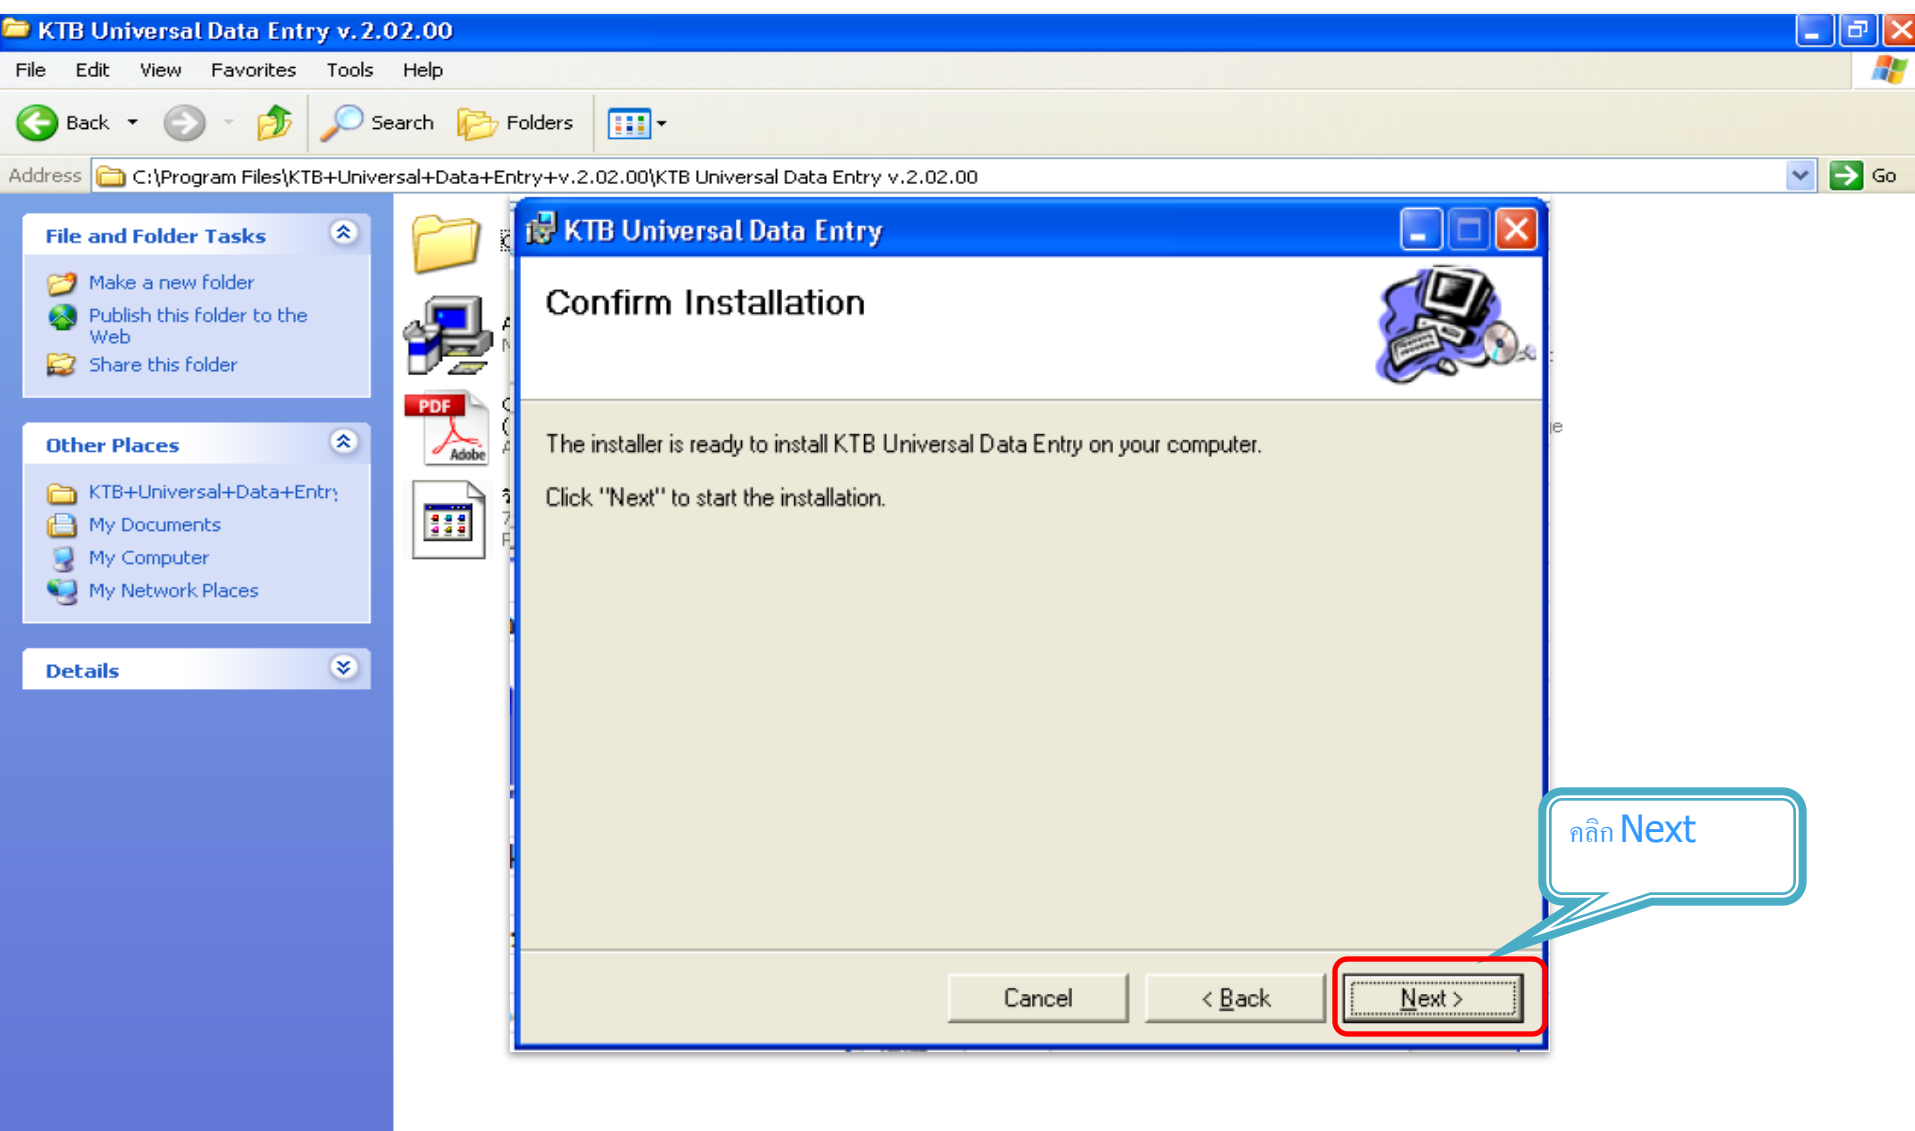 KTB Universal Data Entry v.2.02.00
File Edit View Favorites Tools Help
Back Search Folders
Address C:\Program Files\KTB+Universal+Data+Entry+v.2.02.00\KTB Universal Data Entry v.2.02.00 Go
File and Folder Tasks
Make a new folder
Publish this folder to the
Web
Share this folder
Other Places
KTB+Universal+Data+Entry
My Documents
My Computer
My Network Places
Details
PDF
Adobe
KTB Universal Data Entry
Confirm Installation
The installer is ready to install KTB Universal Data Entry on your computer.
Click "Next" to start the installation.
คลิก Next
Cancel < Back Next >